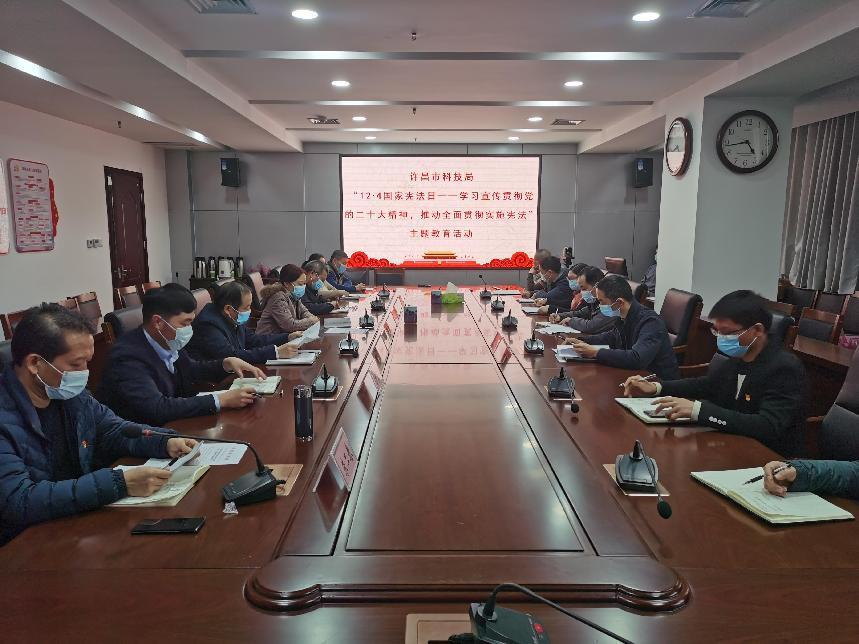 许昌市科技局
“12·4国家宪法日——学习宣传贯彻党
的二十大精神，推动全面贯彻实施宪法”
主题教育活动